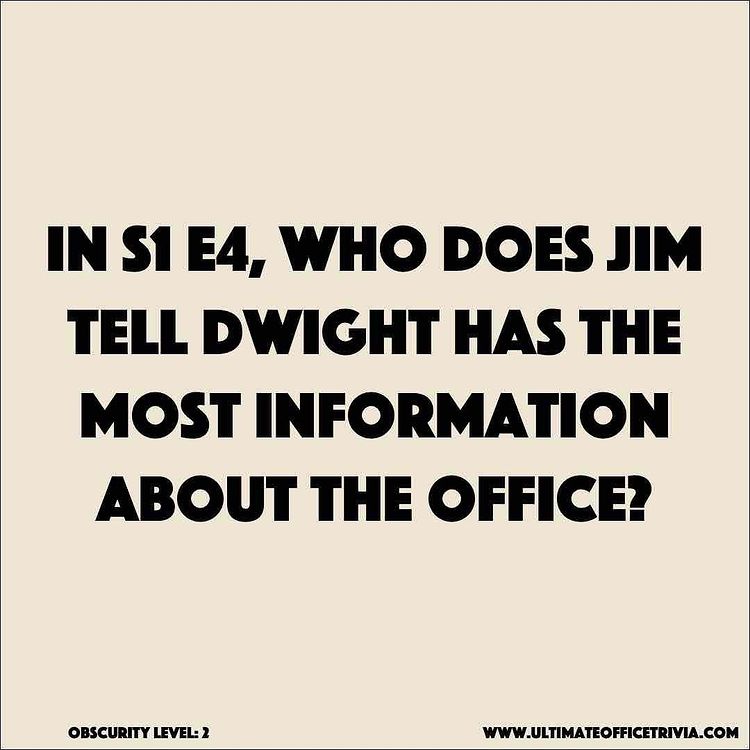 IN S1 E4, WHO DOES JIM
TELL DWIGHT HAS THE
MOST INFORMATION
ABOUT THE OFFICE?
OBSCURITY LEVEL: 2
WWW.ULTIMATEOFFICETRIVIA.COM